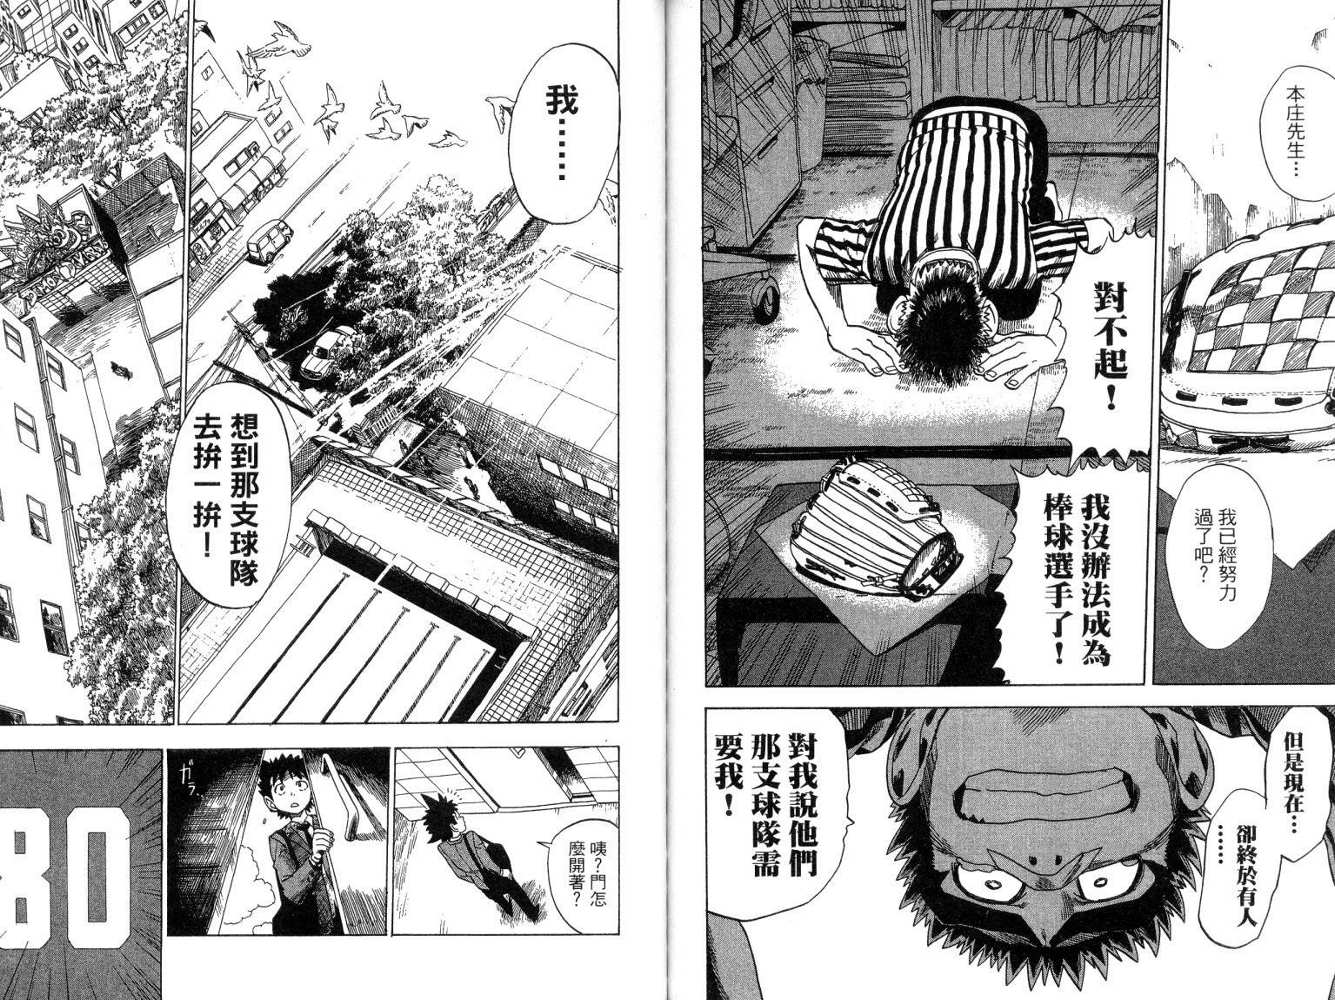 本庄先生…
我已經努力
過了吧？
對不起！
我沒辦法成為
棒球選手了！
但是現在…
卻終於有人
……
對我說他們
那支球隊需
要我！
我……
想到那支球隊
去拚一拚！
咦？門怎
麼開著？
ガラ
80